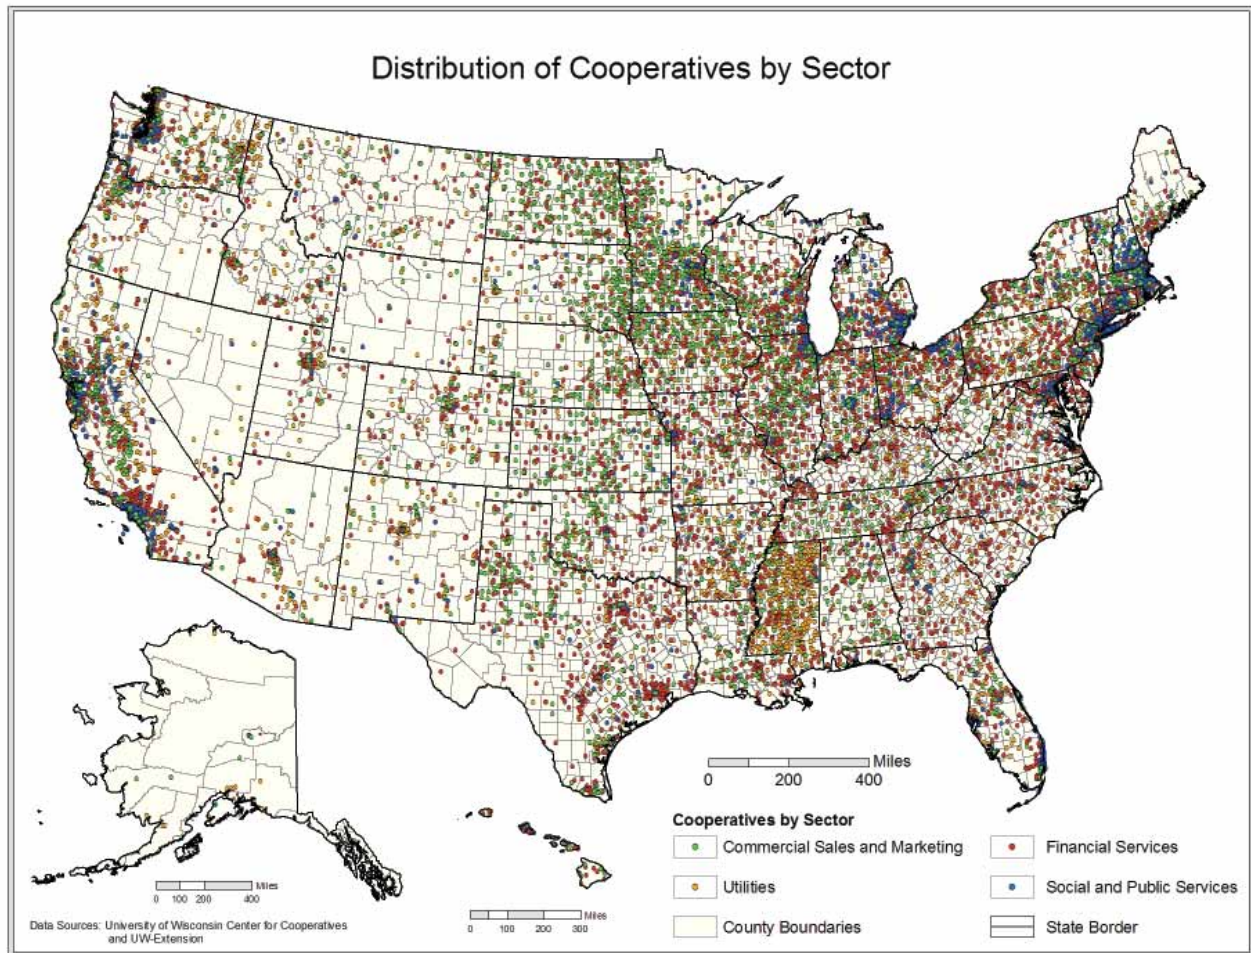 Distribution of Cooperatives by Sector
Miles
0 200 400
Cooperatives by Sector
Commercial Sales and Marketing
Financial Services
Utilities
Social and Public Services
County Boundaries
State Border
Miles
0 100 200 400
Miles
0 100 200 300
Data Sources: University of Wisconsin Center for Cooperatives
and UW-Extension